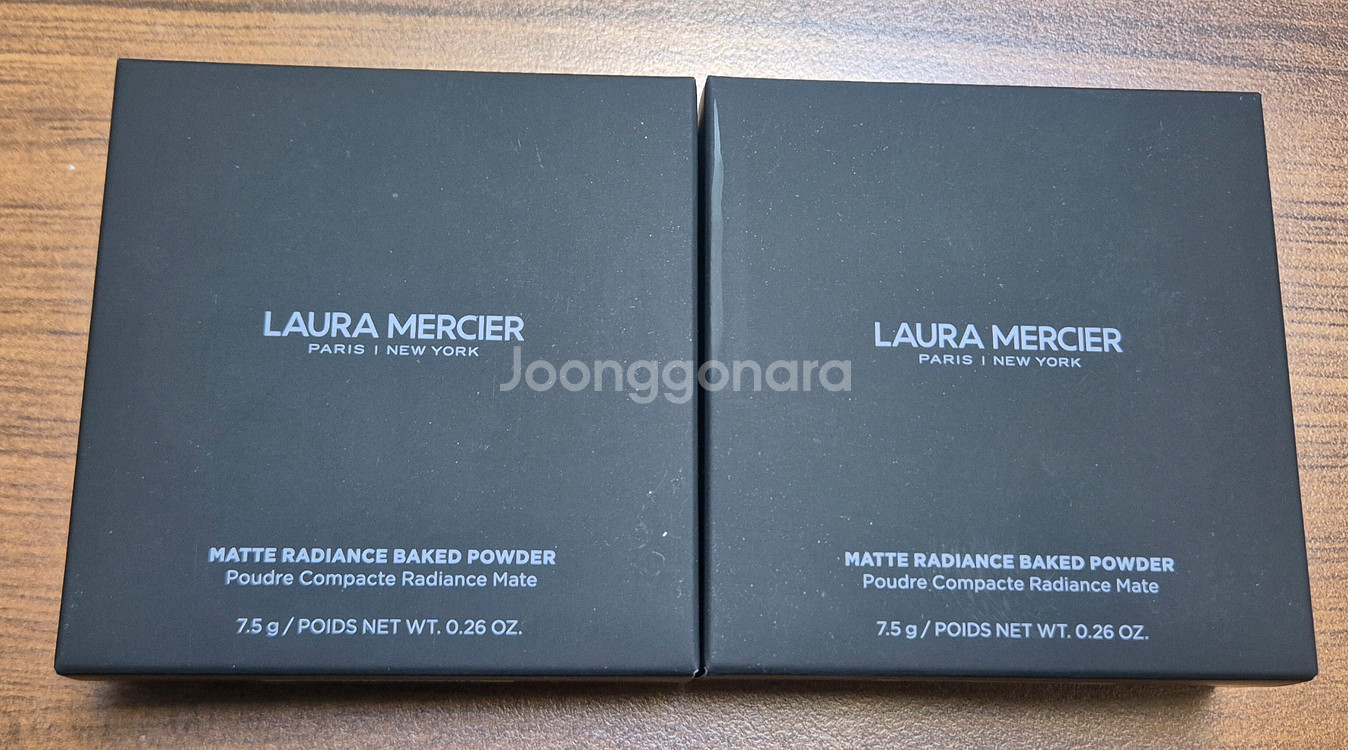 LAURA MERCIER
PARIS | NEW YORK
MATTE RADIANCE BAKED POWDER
Poudre Compacte Radiance Mate
7.5 g / POIDS NET WT. 0.26 OZ.
Joonggonara
LAURA MERCIER
PARIS | NEW YORK
MATTE RADIANCE BAKED POWDER
Poudre Compacte Radiance Mate
7.5 g / POIDS NET WT. 0.26 OZ.